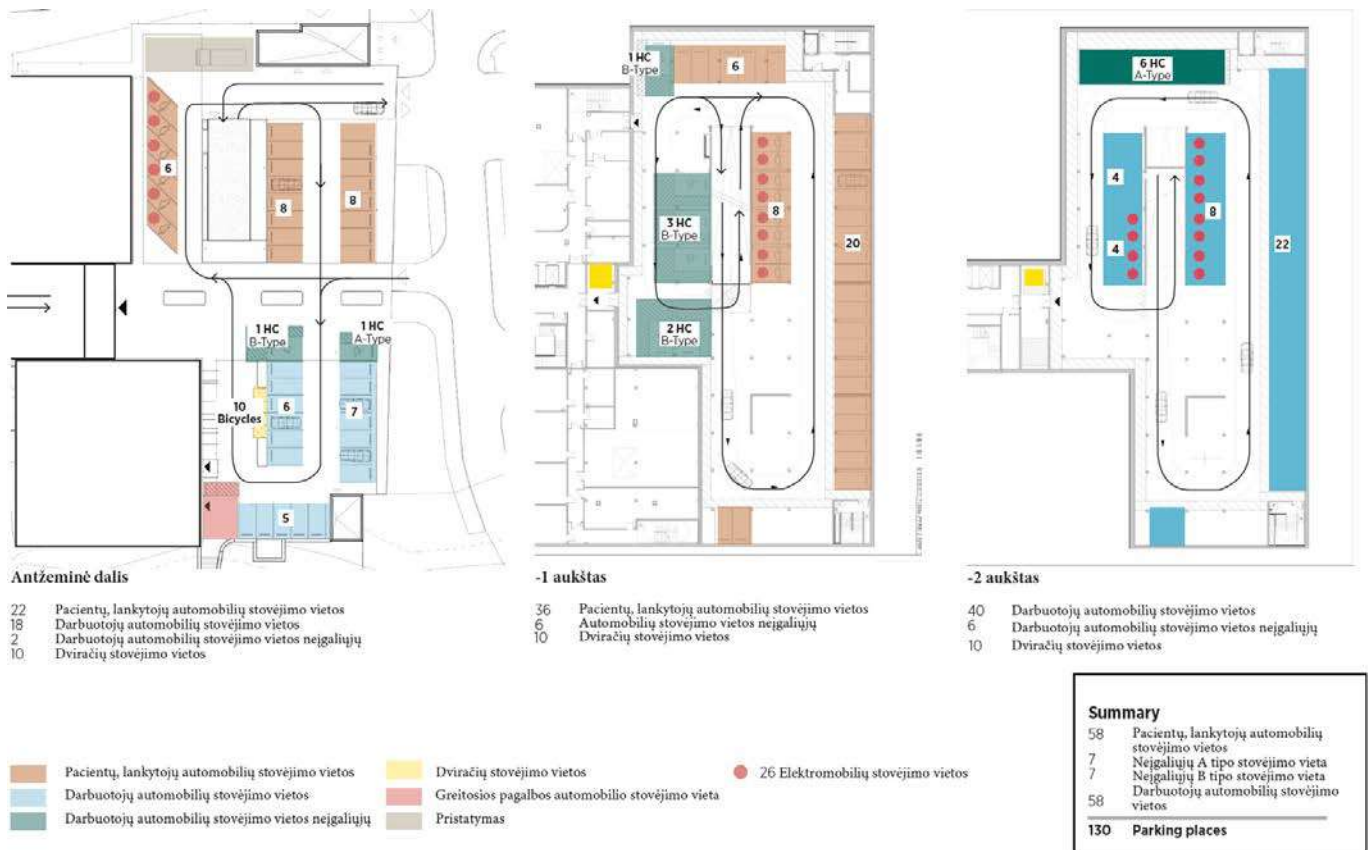 6
8
8
1 HC
B-Type
1 HC
A-Type
10
Bicycles
6
7
5
Antžeminė dalis
22 Pacientų, lankytojų automobilių stovėjimo vietos
18 Darbuotojų automobilių stovėjimo vietos
2 Darbuotojų automobilių stovėjimo vietos neįgaliųjų
10 Dviračių stovėjimo vietos
1 HC
B-Type
6
3 HC
B-Type
8
20
2 HC
B-Type
-1 aukštas
36 Pacientų, lankytojų automobilių stovėjimo vietos
6 Automobilių stovėjimo vietos neįgaliųjų
10 Dviračių stovėjimo vietos
6 HC
A-Type
4
8
4
22
-2 aukštas
40 Darbuotojų automobilių stovėjimo vietos
6 Darbuotojų automobilių stovėjimo vietos neįgaliųjų
10 Dviračių stovėjimo vietos
Pacientų, lankytojų automobilių stovėjimo vietos
Darbuotojų automobilių stovėjimo vietos
Darbuotojų automobilių stovėjimo vietos neįgaliųjų
Dviračių stovėjimo vietos
Greitosios pagalbos automobilio stovėjimo vieta
Pristatymas
26 Elektromobilių stovėjimo vietos
Summary
58 Pacientų, lankytojų automobilių
stovėjimo vietos
7 Neįgaliųjų A tipo stovėjimo vieta
7 Neįgaliųjų B tipo stovėjimo vieta
58 Darbuotojų automobilių stovėjimo
vietos
130 Parking places